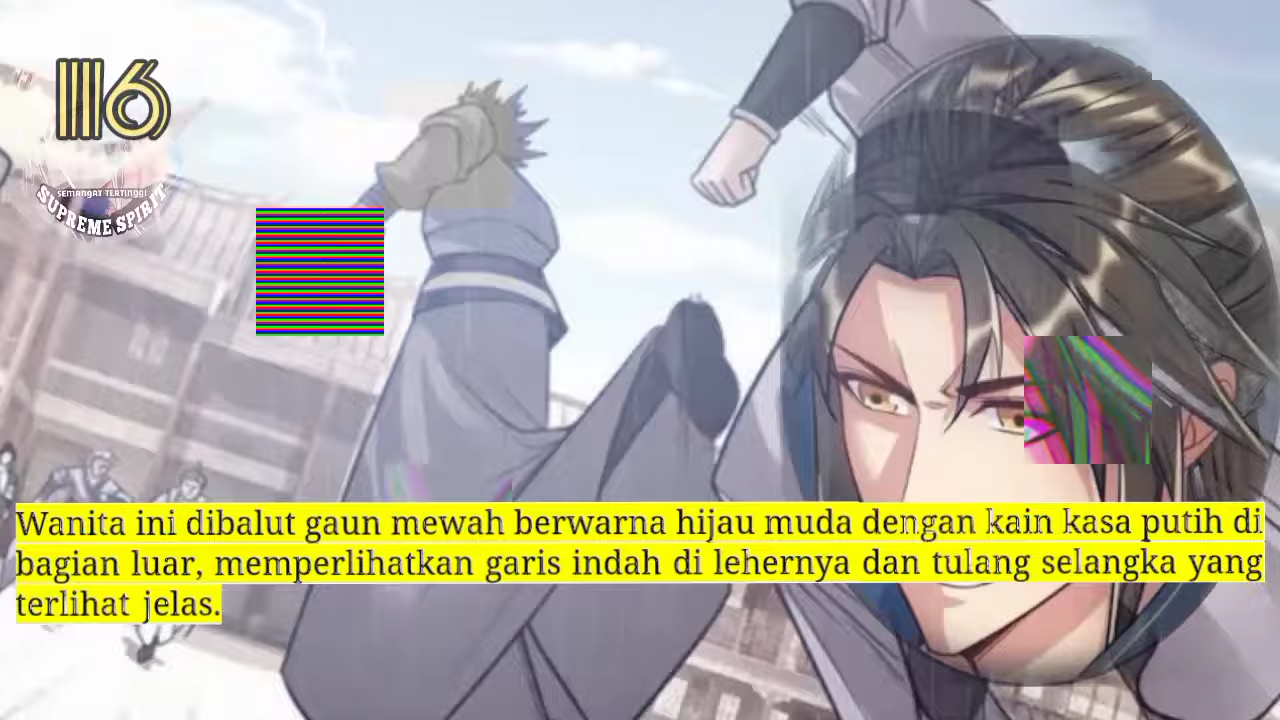 116
SEMANGAT TERTINGGI
SUPREME SPIRIT
Wanita ini dibalut gaun mewah berwarna hijau muda dengan kain kasa putih di
bagian luar, memperlihatkan garis indah di lehernya dan tulang selangka yang
terlihat jelas.